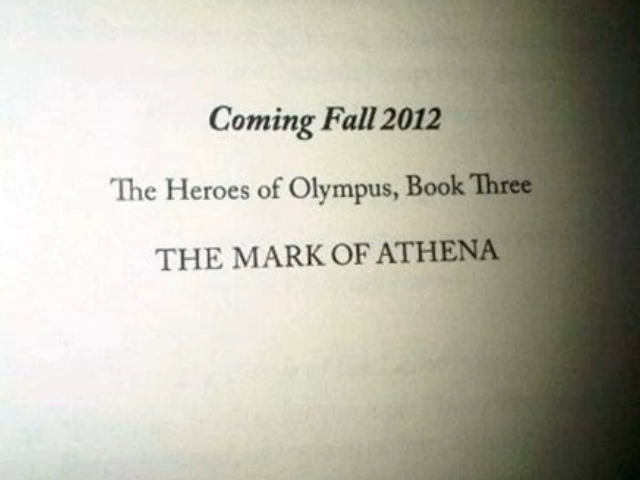 Coming Fall 2012
The Heroes of Olympus, Book Three
THE MARK OF ATHENA